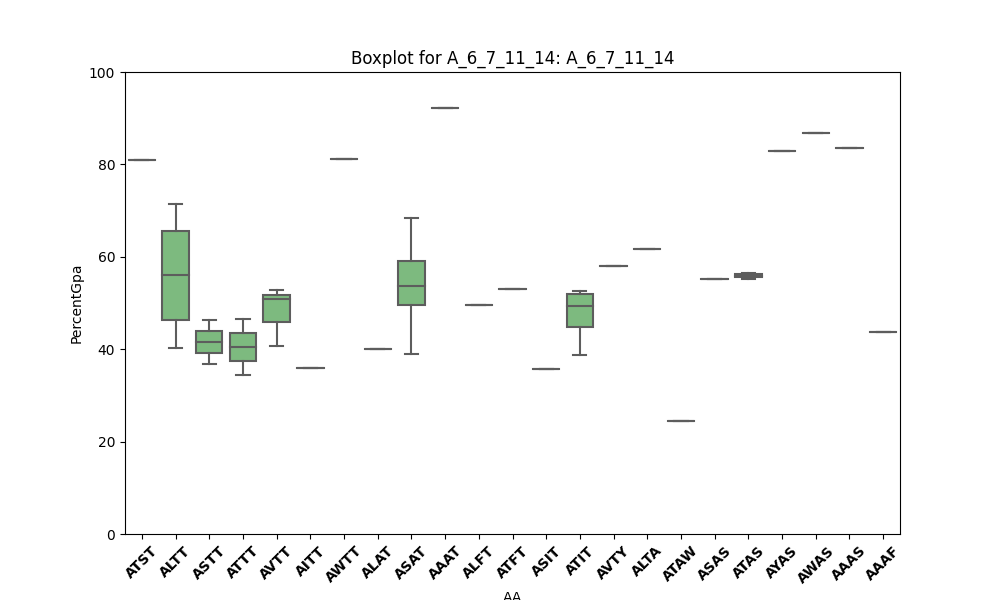 Boxplot for A_6_7_11_14: A_6_7_11_14
PercentGpa
100
80
60
40
20
0
ATST
ALTT
ASTT
ATTT
AVTT
AITT
AWTT
ALAT
ASAT
AAAT
ALFT
ATFT
ASIT
ATIT
AVTY
ALTA
ATAW
ASAS
ATAS
AYAS
AWAS
AAAS
AAAF
AA